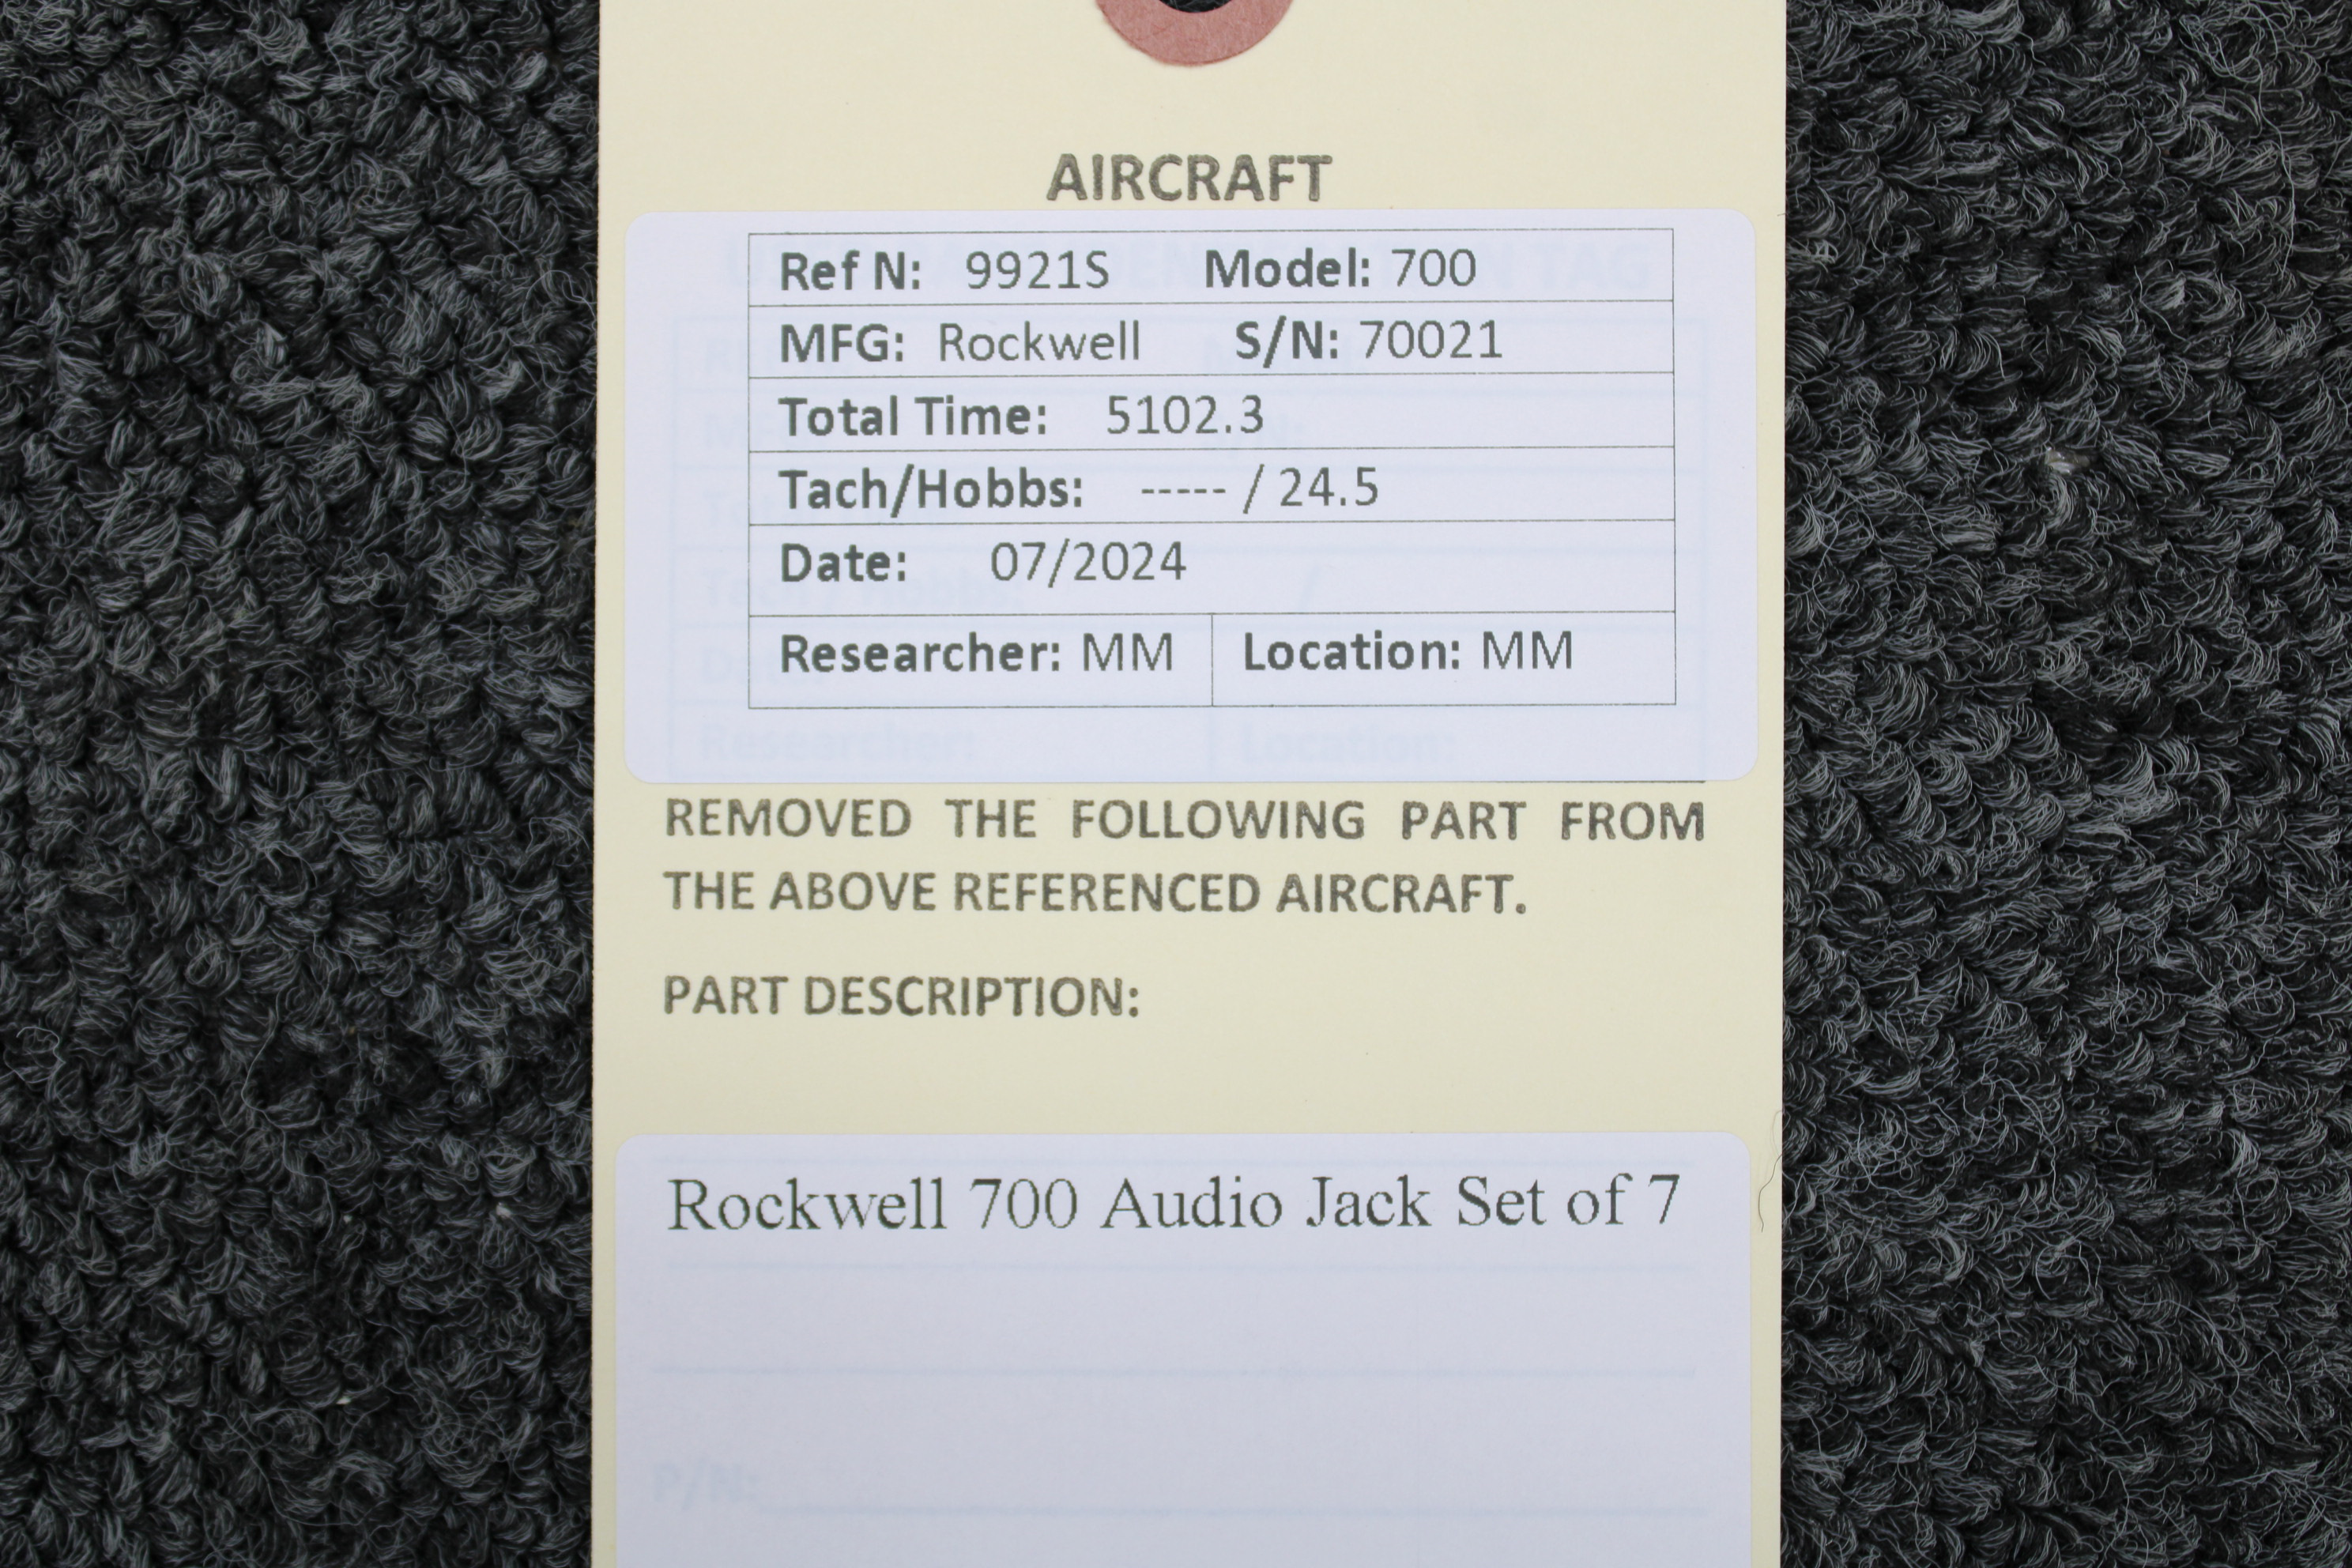 AIRCRAFT
Ref N: 9921S Model: 700
MFG: Rockwell S/N: 70021
Total Time: 5102.3
Tach/Hobbs: ----- / 24.5
Date: 07/2024
Researcher: MM Location: MM
Researcher: Location:
REMOVED THE FOLLOWING PART FROM
THE ABOVE REFERENCED AIRCRAFT.
PART DESCRIPTION:
Rockwell 700 Audio Jack Set of 7
P/N: